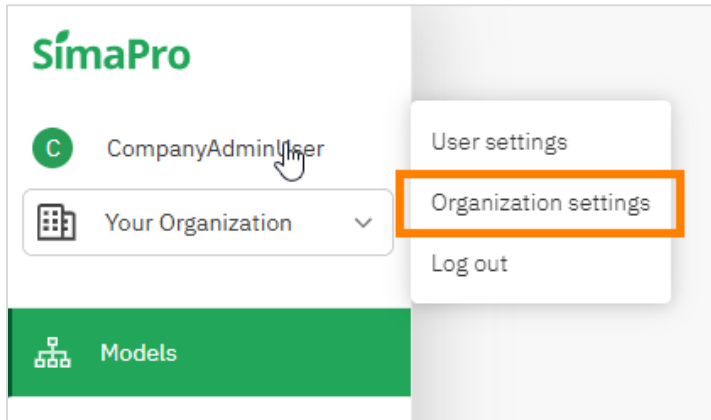 SimaPro
C
CompanyAdminUser
Your Organization
Models
User settings
Organization settings
Log out